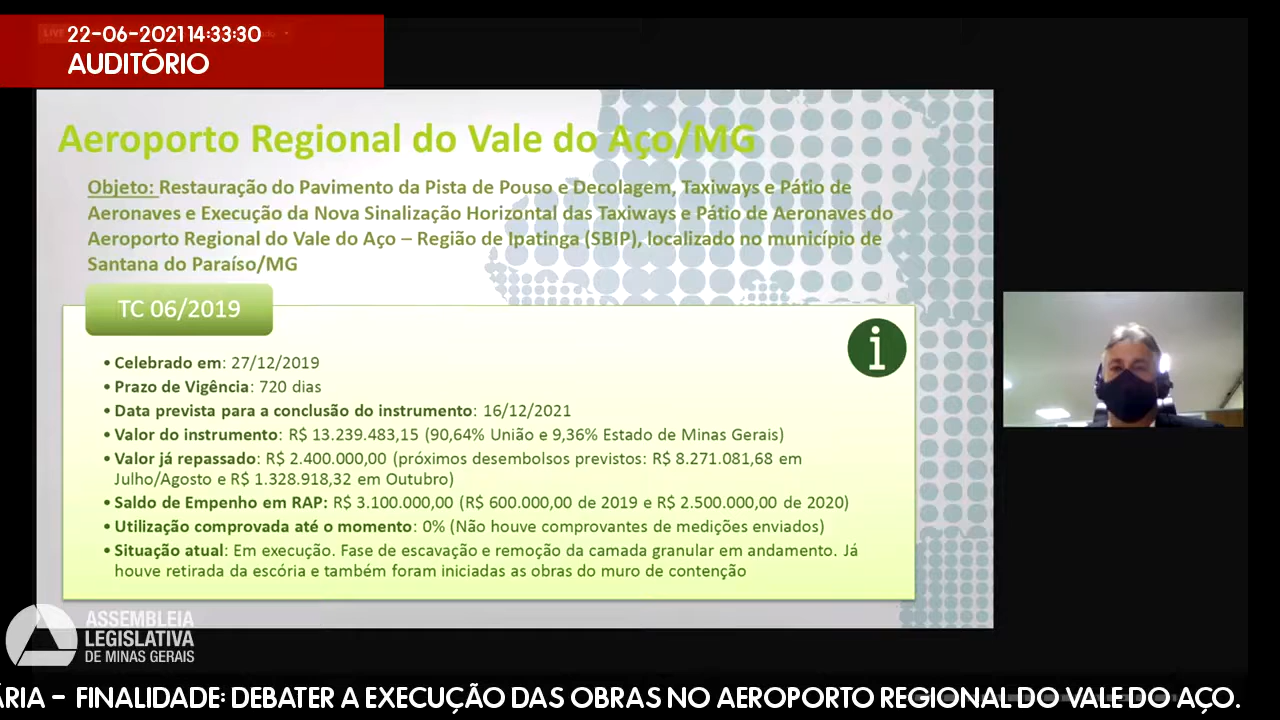 22-06-2021 14:33:30
AUDITÓRIO
Aeroporto Regional do Vale do Aço/MG
Objeto: Restauração do Pavimento da Pista de Pouso e Decolagem, Taxiways e Pátio de
Aeronaves e Execução da Nova Sinalização Horizontal das Taxiways e Pátio de Aeronaves do
Aeroporto Regional do Vale do Aço – Região de Ipatinga (SBIP), localizado no município de
Santana do Paraíso/MG
TC 06/2019
i
• Celebrado em: 27/12/2019
• Prazo de Vigência: 720 dias
• Data prevista para a conclusão do instrumento: 16/12/2021
• Valor do instrumento: R$ 13.239.483,15 (90,64% União e 9,36% Estado de Minas Gerais)
• Valor já repassado: R$ 2.400.000,00 (próximos desembolsos previstos: R$ 8.271.081,68 em
Julho/Agosto e R$ 1.328.918,32 em Outubro)
• Saldo de Empenho em RAP: R$ 3.100.000,00 (R$ 600.000,00 de 2019 e R$ 2.500.000,00 de 2020)
• Utilização comprovada até o momento: 0% (Não houve comprovantes de medições enviados)
• Situação atual: Em execução. Fase de escavação e remoção da camada granular em andamento. Já
houve retirada da escória e também foram iniciadas as obras do muro de contenção
ASSEMBLEIA
LEGISLATIVA
DE MINAS GERAIS
ÁRIA - FINALIDADE: DEBATER A EXECUÇÃO DAS OBRAS NO AEROPORTO REGIONAL DO VALE DO AÇO.